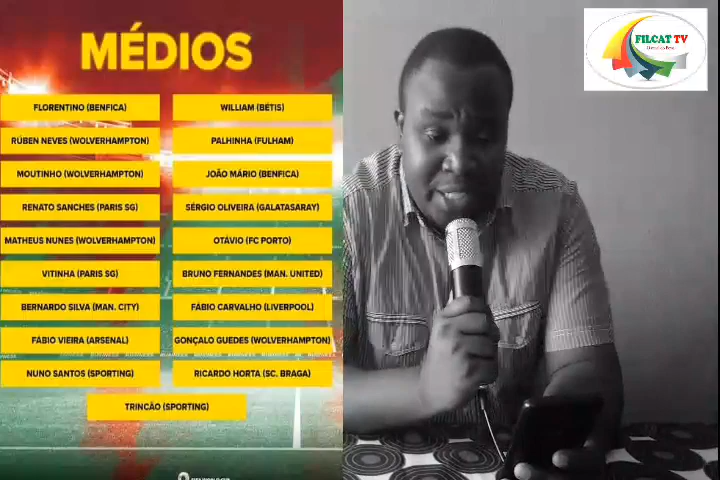 MÉDIOS
FLORENTINO (BENFICA)
WILLIAM (BÉTIS)
RÚBEN NEVES (WOLVERHAMPTON)
PALHINHA (FULHAM)
MOUTINHO (WOLVERHAMPTON)
JOÃO MÁRIO (BENFICA)
RENATO SANCHES (PARIS SG)
SÉRGIO OLIVEIRA (GALATASARAY)
MATHEUS NUNES (WOLVERHAMPTON)
OTÁVIO (FC PORTO)
VITINHA (PARIS SG)
BRUNO FERNANDES (MAN. UNITED)
BERNARDO SILVA (MAN. CITY)
FÁBIO CARVALHO (LIVERPOOL)
FÁBIO VIEIRA (ARSENAL)
GONÇALO GUEDES (WOLVERHAMPTON)
NUNO SANTOS (SPORTING)
RICARDO HORTA (SC. BRAGA)
TRINCÃO (SPORTING)
FILCAT TV